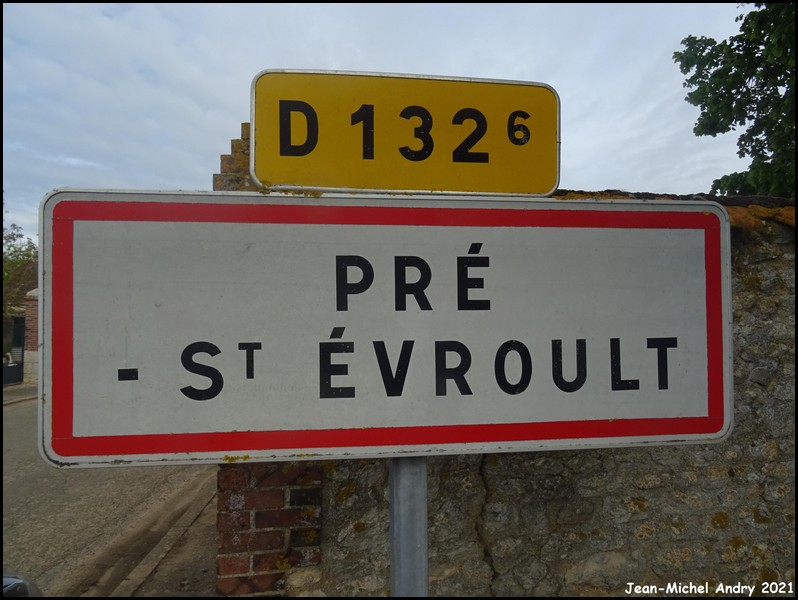 D 132⁶
PRÉ
- Sᵀ ÉVROULT
Jean-Michel Andry 2021